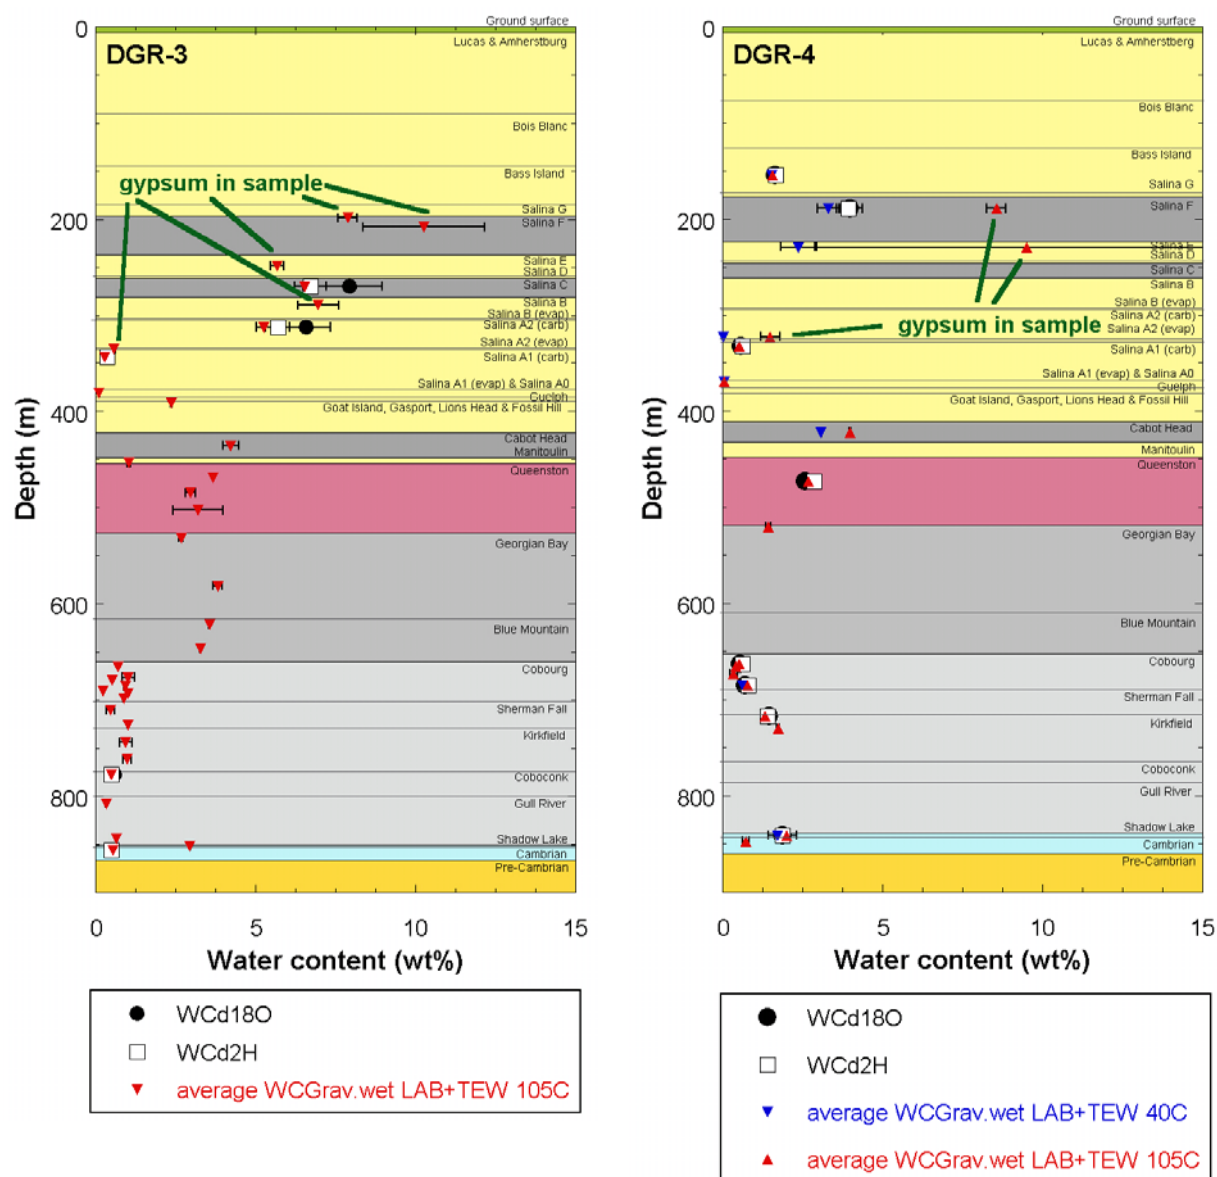 Ground surface
DGR-3
Lucas & Amherstburg
Bois Blanc
Bass Island
gypsum in sample
Salina G
Salina F
Salina E
Salina D
Salina C
Salina B
Salina B (evap)
Salina A2 (carb)
Salina A2 (evap)
Salina A1 (carb)
Salina A1 (evap) & Salina A0
Guelph
Goat Island, Gasport, Lions Head & Fossil Hill
Cabot Head
Manitoulin
Queenston
Georgian Bay
Blue Mountain
Cobourg
Sherman Fall
Kirkfield
Coboconk
Gull River
Shadow Lake
Cambrian
Pre-Cambrian
0
200
400
600
800
Depth (m)
0 5 10 15
Water content (wt%)
WCd18O
WCd2H
average WCGrav.wet LAB+TEW 105C
Ground surface
DGR-4
Lucas & Amherstberg
Bois Blanc
Bass Island
Salina G
Salina F
Salina E
Salina D
Salina C
Salina B
Salina B (evap)
Salina A2 (carb)
Salina A2 (evap)
gypsum in sample
Salina A1 (carb)
Salina A1 (evap) & Salina A0
Guelph
Goat Island, Gasport, Lions Head & Fossil Hill
Cabot Head
Manitoulin
Queenston
Georgian Bay
Blue Mountain
Cobourg
Sherman Fall
Kirkfield
Coboconk
Gull River
Shadow Lake
Cambrian
Pre-Cambrian
0
200
400
600
800
Depth (m)
0 5 10 15
Water content (wt%)
WCd18O
WCd2H
average WCGrav.wet LAB+TEW 40C
average WCGrav.wet LAB+TEW 105C